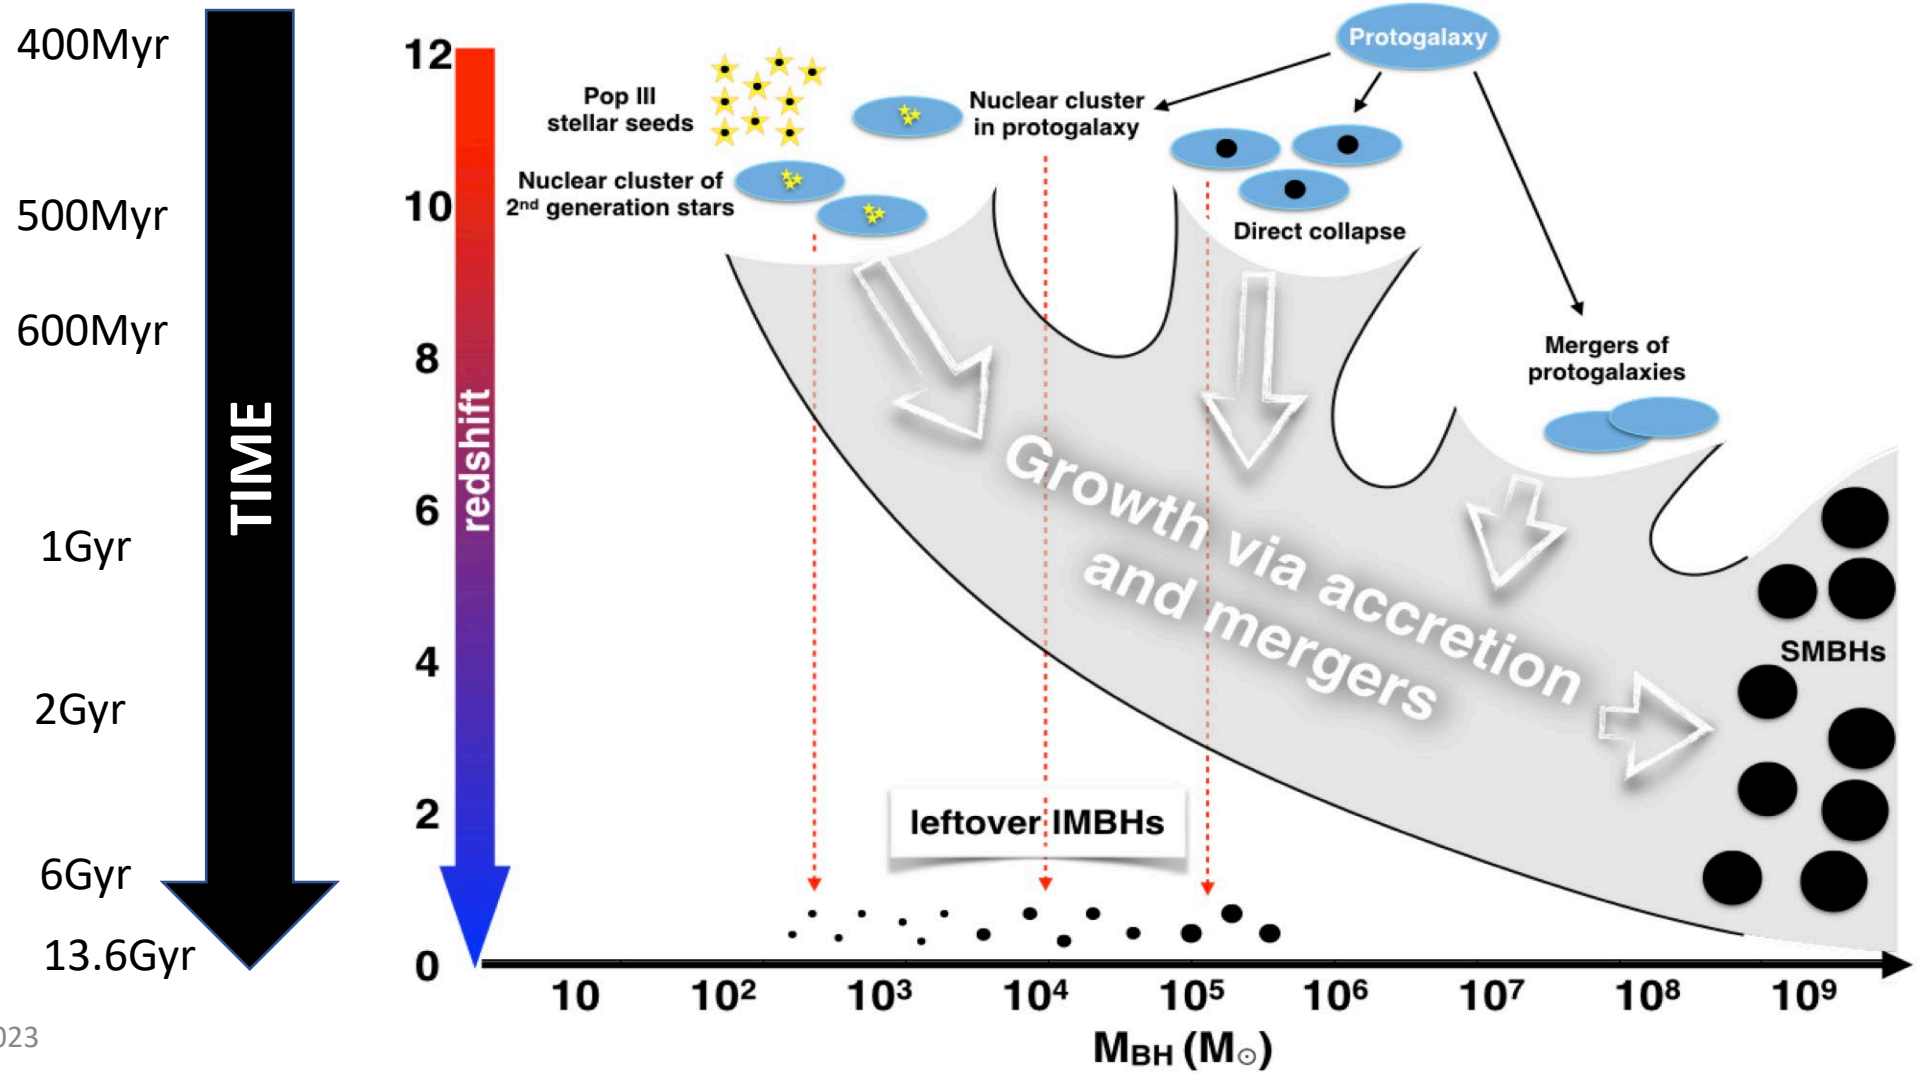 400Myr
500Myr
600Myr
1Gyr
2Gyr
6Gyr
13.6Gyr
TIME
redshift
12
10
8
6
4
2
0
Pop III
stellar seeds
Nuclear cluster of
2nd generation stars
Nuclear cluster
in protogalaxy
Protogalaxy
Direct collapse
Mergers of
protogalaxies
Growth via accretion
and mergers
SMBHs
leftover IMBHs
10
10²
10³
10⁴
10⁵
10⁶
10⁷
10⁸
10⁹
MBH (M☉)
023